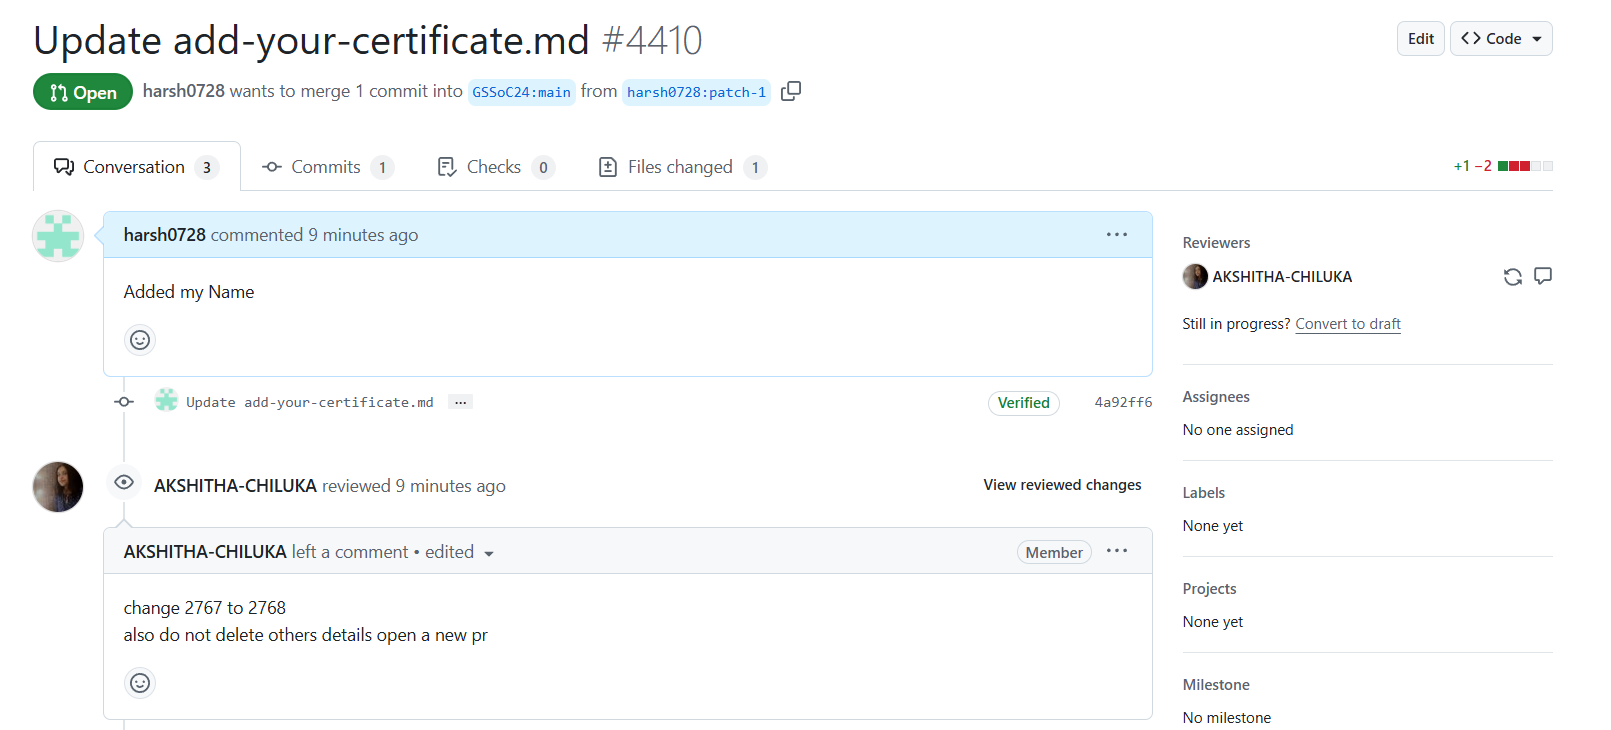 Update add-your-certificate.md #4410
Edit
Code
Open
harsh0728 wants to merge 1 commit into GSSoC24:main from harsh0728:patch-1
Conversation 3
Commits 1
Checks 0
Files changed 1
+1 −2
harsh0728 commented 9 minutes ago
Added my Name
Update add-your-certificate.md ...
Verified
4a92ff6
AKSHITHA-CHILUKA reviewed 9 minutes ago
View reviewed changes
AKSHITHA-CHILUKA left a comment • edited
Member
change 2767 to 2768
also do not delete others details open a new pr
Reviewers
AKSHITHA-CHILUKA
Still in progress? Convert to draft
Assignees
No one assigned
Labels
None yet
Projects
None yet
Milestone
No milestone